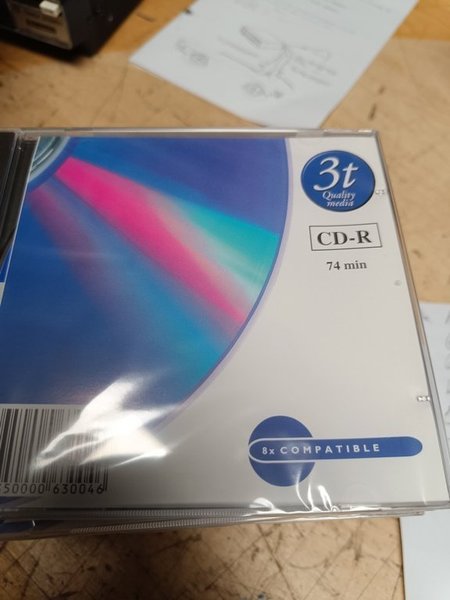 3t
Quality
media
CD-R
74 min
8x COMPATIBLE
50000 630046